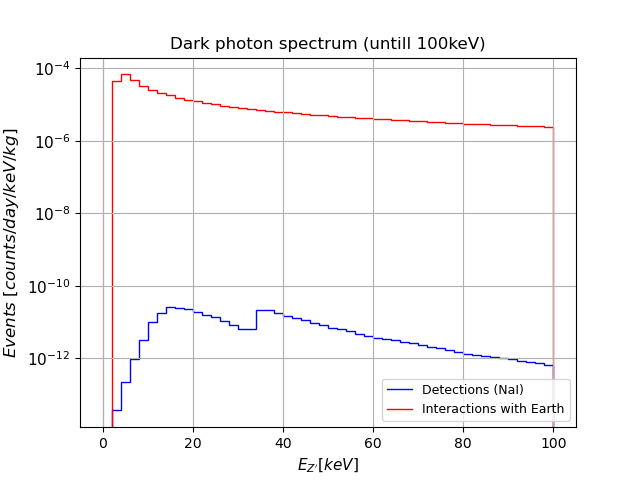 Dark photon spectrum (untill 100keV)
Events [counts/day/keV/kg]
10⁻⁴
10⁻⁶
10⁻⁸
10⁻¹⁰
10⁻¹²
Detections (NaI)
Interactions with Earth
0 20 40 60 80 100
E_{Z'}[keV]